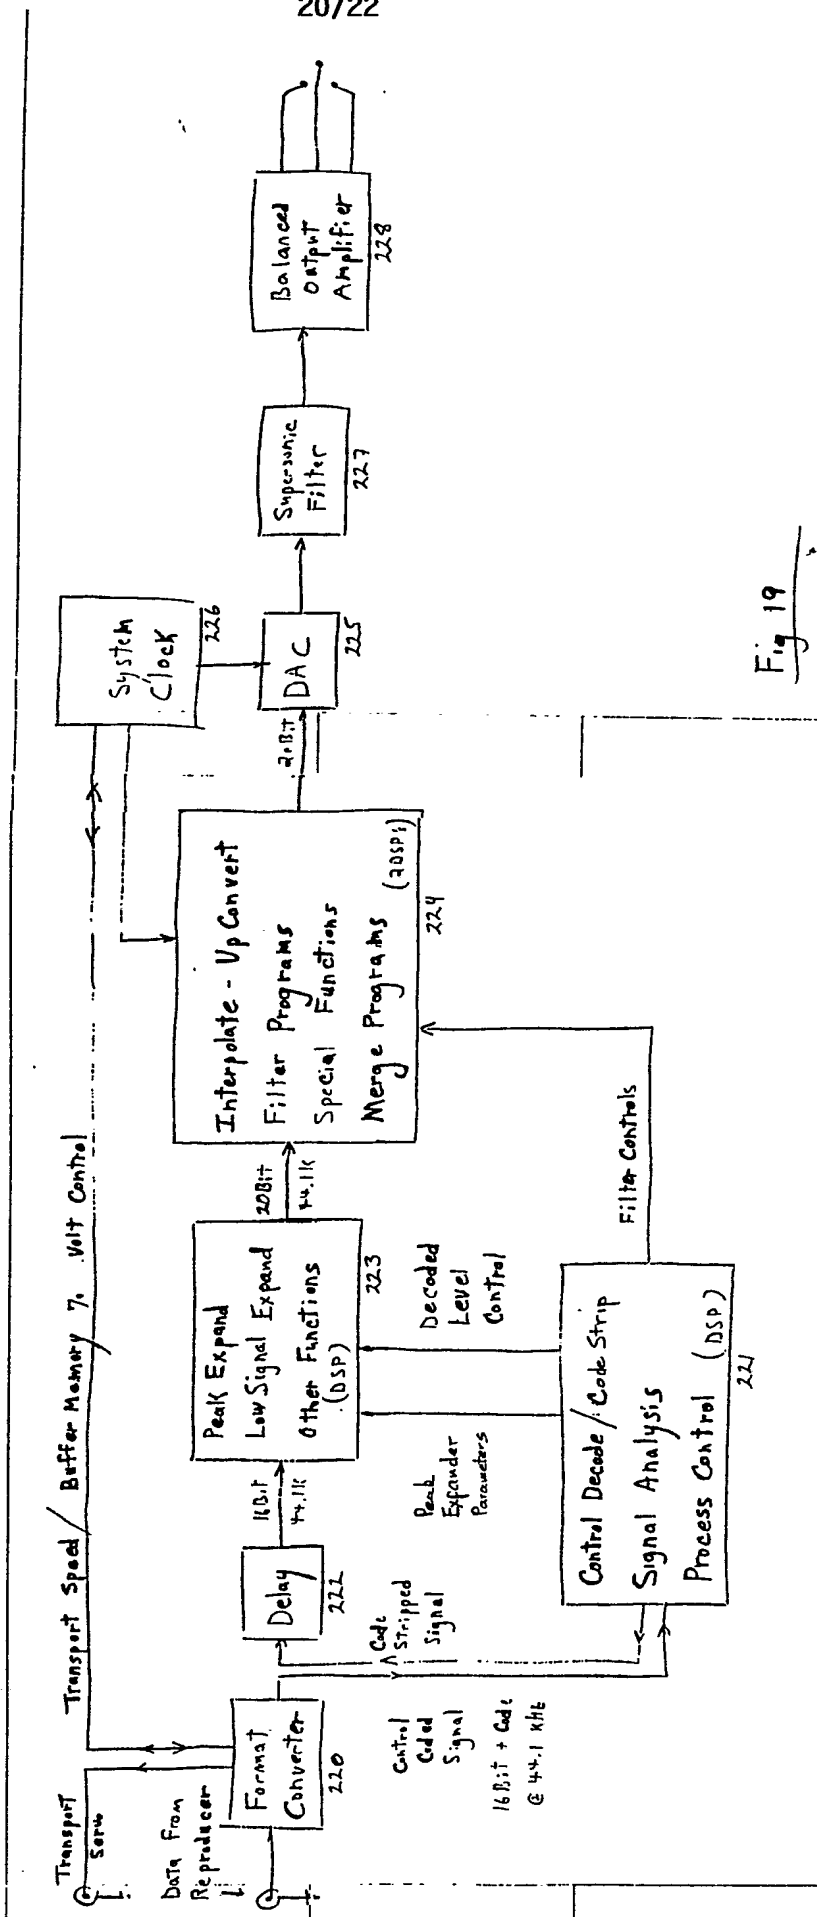 20/22
Transport
Servo
Transport Speed / Buffer Memory % Volt Control
Data From
Reproducer
L
Format
Converter
220
Control
Coded
Signal
16 Bit + Code
@ 44.1 KHz
Code
Stripped
Signal
Delay
222
16 Bit
44.1K
Peak Expand
Low Signal Expand
Other Functions
(DSP)
223
Peak
Expander
Parameters
Decoded
Level
Control
Control Decode/Code Strip
Signal Analysis
Process Control (DSP)
221
Filter Controls
20Bit
44.1K
Interpolate - Up Convert
Filter Programs
Special Functions
Merge Programs (2DSPs)
224
20Bit
System
Clock
226
DAC
225
Supersonic
Filter
227
Balanced
Output
Amplifier
228
Fig 19